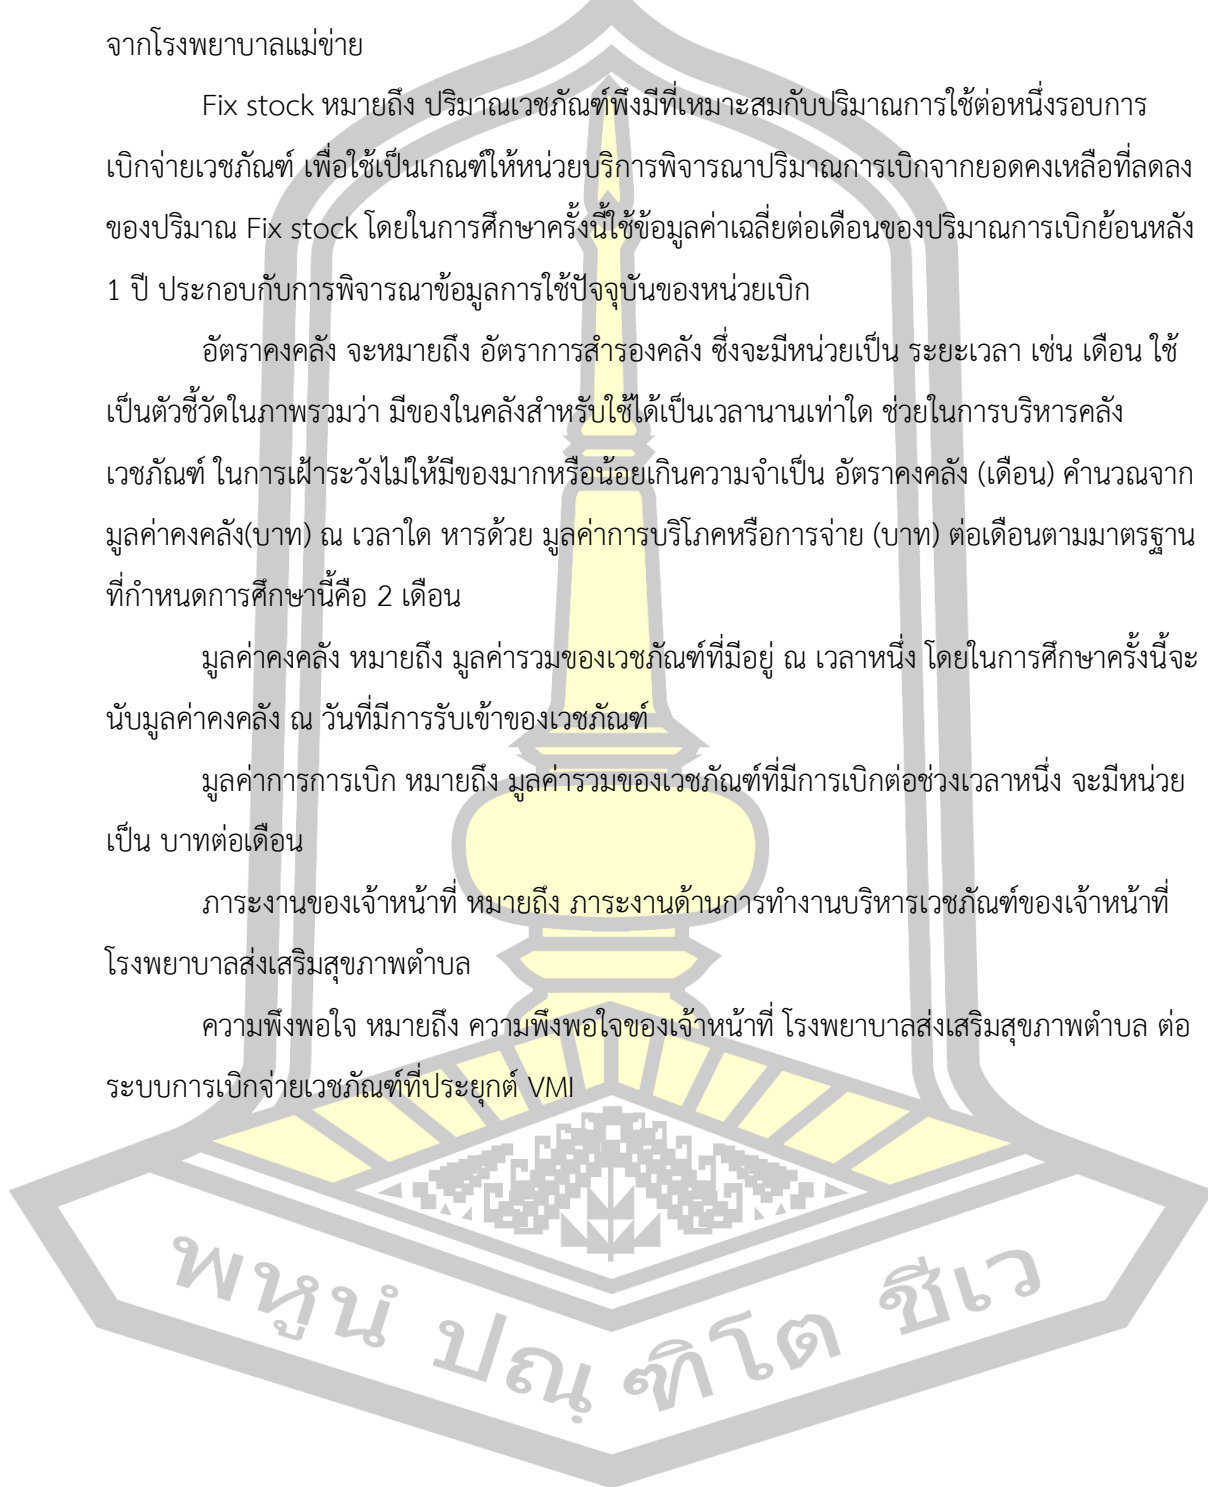 จากโรงพยาบาลแม่ข่าย
Fix stock หมายถึง ปริมาณเวชภัณฑ์พึงมีที่เหมาะสมกับปริมาณการใช้ต่อหนึ่งรอบการ
เบิกจ่ายเวชภัณฑ์ เพื่อใช้เป็นเกณฑ์ให้หน่วยบริการพิจารณาปริมาณการเบิกจากยอดคงเหลือที่ลดลง
ของปริมาณ Fix stock โดยในการศึกษาครั้งนี้ใช้ข้อมูลค่าเฉลี่ยต่อเดือนของปริมาณการเบิกย้อนหลัง
1 ปี ประกอบกับการพิจารณาข้อมูลการใช้ปัจจุบันของหน่วยเบิก
อัตราคงคลัง จะหมายถึง อัตราการสำรองคลัง ซึ่งจะมีหน่วยเป็น ระยะเวลา เช่น เดือน ใช้
เป็นตัวชี้วัดในภาพรวมว่า มีของในคลังสำหรับใช้ได้เป็นเวลานานเท่าใด ช่วยในการบริหารคลัง
เวชภัณฑ์ ในการเฝ้าระวังไม่ให้มีของมากหรือน้อยเกินความจำเป็น อัตราคงคลัง (เดือน) คำนวณจาก
มูลค่าคงคลัง(บาท) ณ เวลาใด หารด้วย มูลค่าการบริโภคหรือการจ่าย (บาท) ต่อเดือนตามมาตรฐาน
ที่กำหนดการศึกษานี้คือ 2 เดือน
มูลค่าคงคลัง หมายถึง มูลค่ารวมของเวชภัณฑ์ที่มีอยู่ ณ เวลาหนึ่ง โดยในการศึกษาครั้งนี้จะ
นับมูลค่าคงคลัง ณ วันที่มีการรับเข้าของเวชภัณฑ์
มูลค่าการการเบิก หมายถึง มูลค่ารวมของเวชภัณฑ์ที่มีการเบิกต่อช่วงเวลาหนึ่ง จะมีหน่วย
เป็น บาทต่อเดือน
ภาระงานของเจ้าหน้าที่ หมายถึง ภาระงานด้านการทำงานบริหารเวชภัณฑ์ของเจ้าหน้าที่
โรงพยาบาลส่งเสริมสุขภาพตำบล
ความพึงพอใจ หมายถึง ความพึงพอใจของเจ้าหน้าที่ โรงพยาบาลส่งเสริมสุขภาพตำบล ต่อ
ระบบการเบิกจ่ายเวชภัณฑ์ที่ประยุกต์ VMI
พหูนํ ปณฺ ฑิโต ชีเว